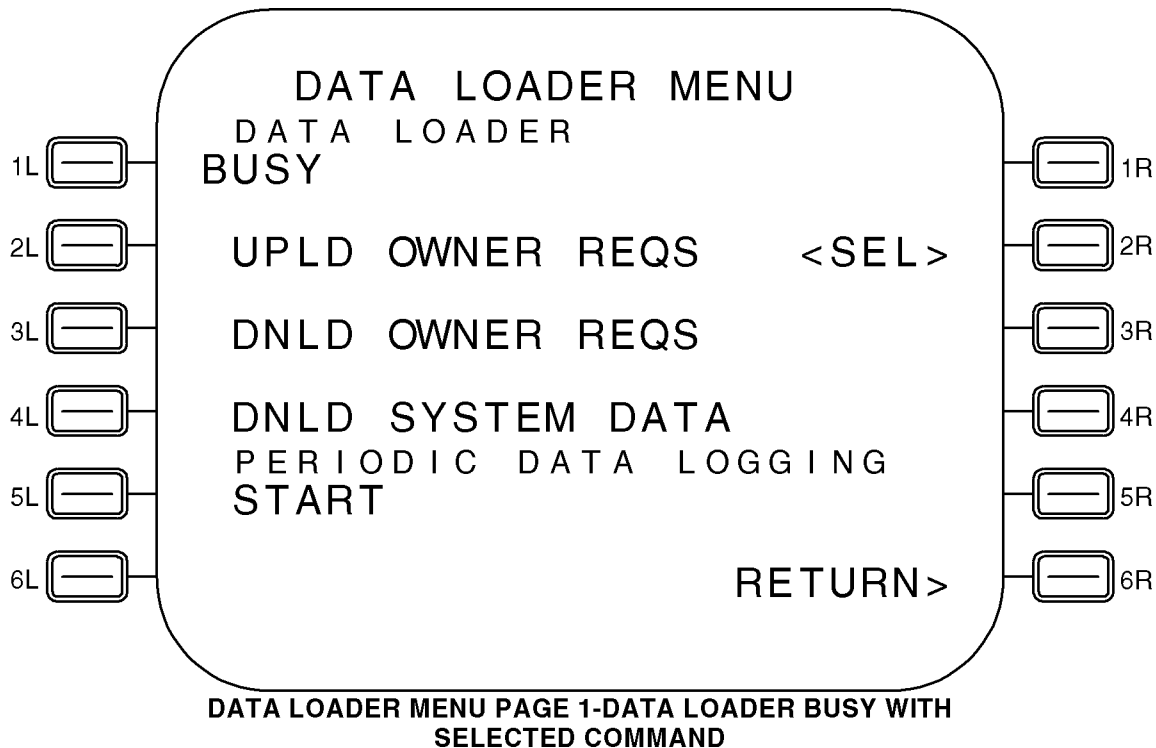 DATA LOADER MENU
DATA LOADER
1L BUSY 1R
2L UPLD OWNER REQS <SEL> 2R
3L DNLD OWNER REQS 3R
4L DNLD SYSTEM DATA 4R
PERIODIC DATA LOGGING
5L START 5R
6L RETURN> 6R
DATA LOADER MENU PAGE 1-DATA LOADER BUSY WITH
SELECTED COMMAND